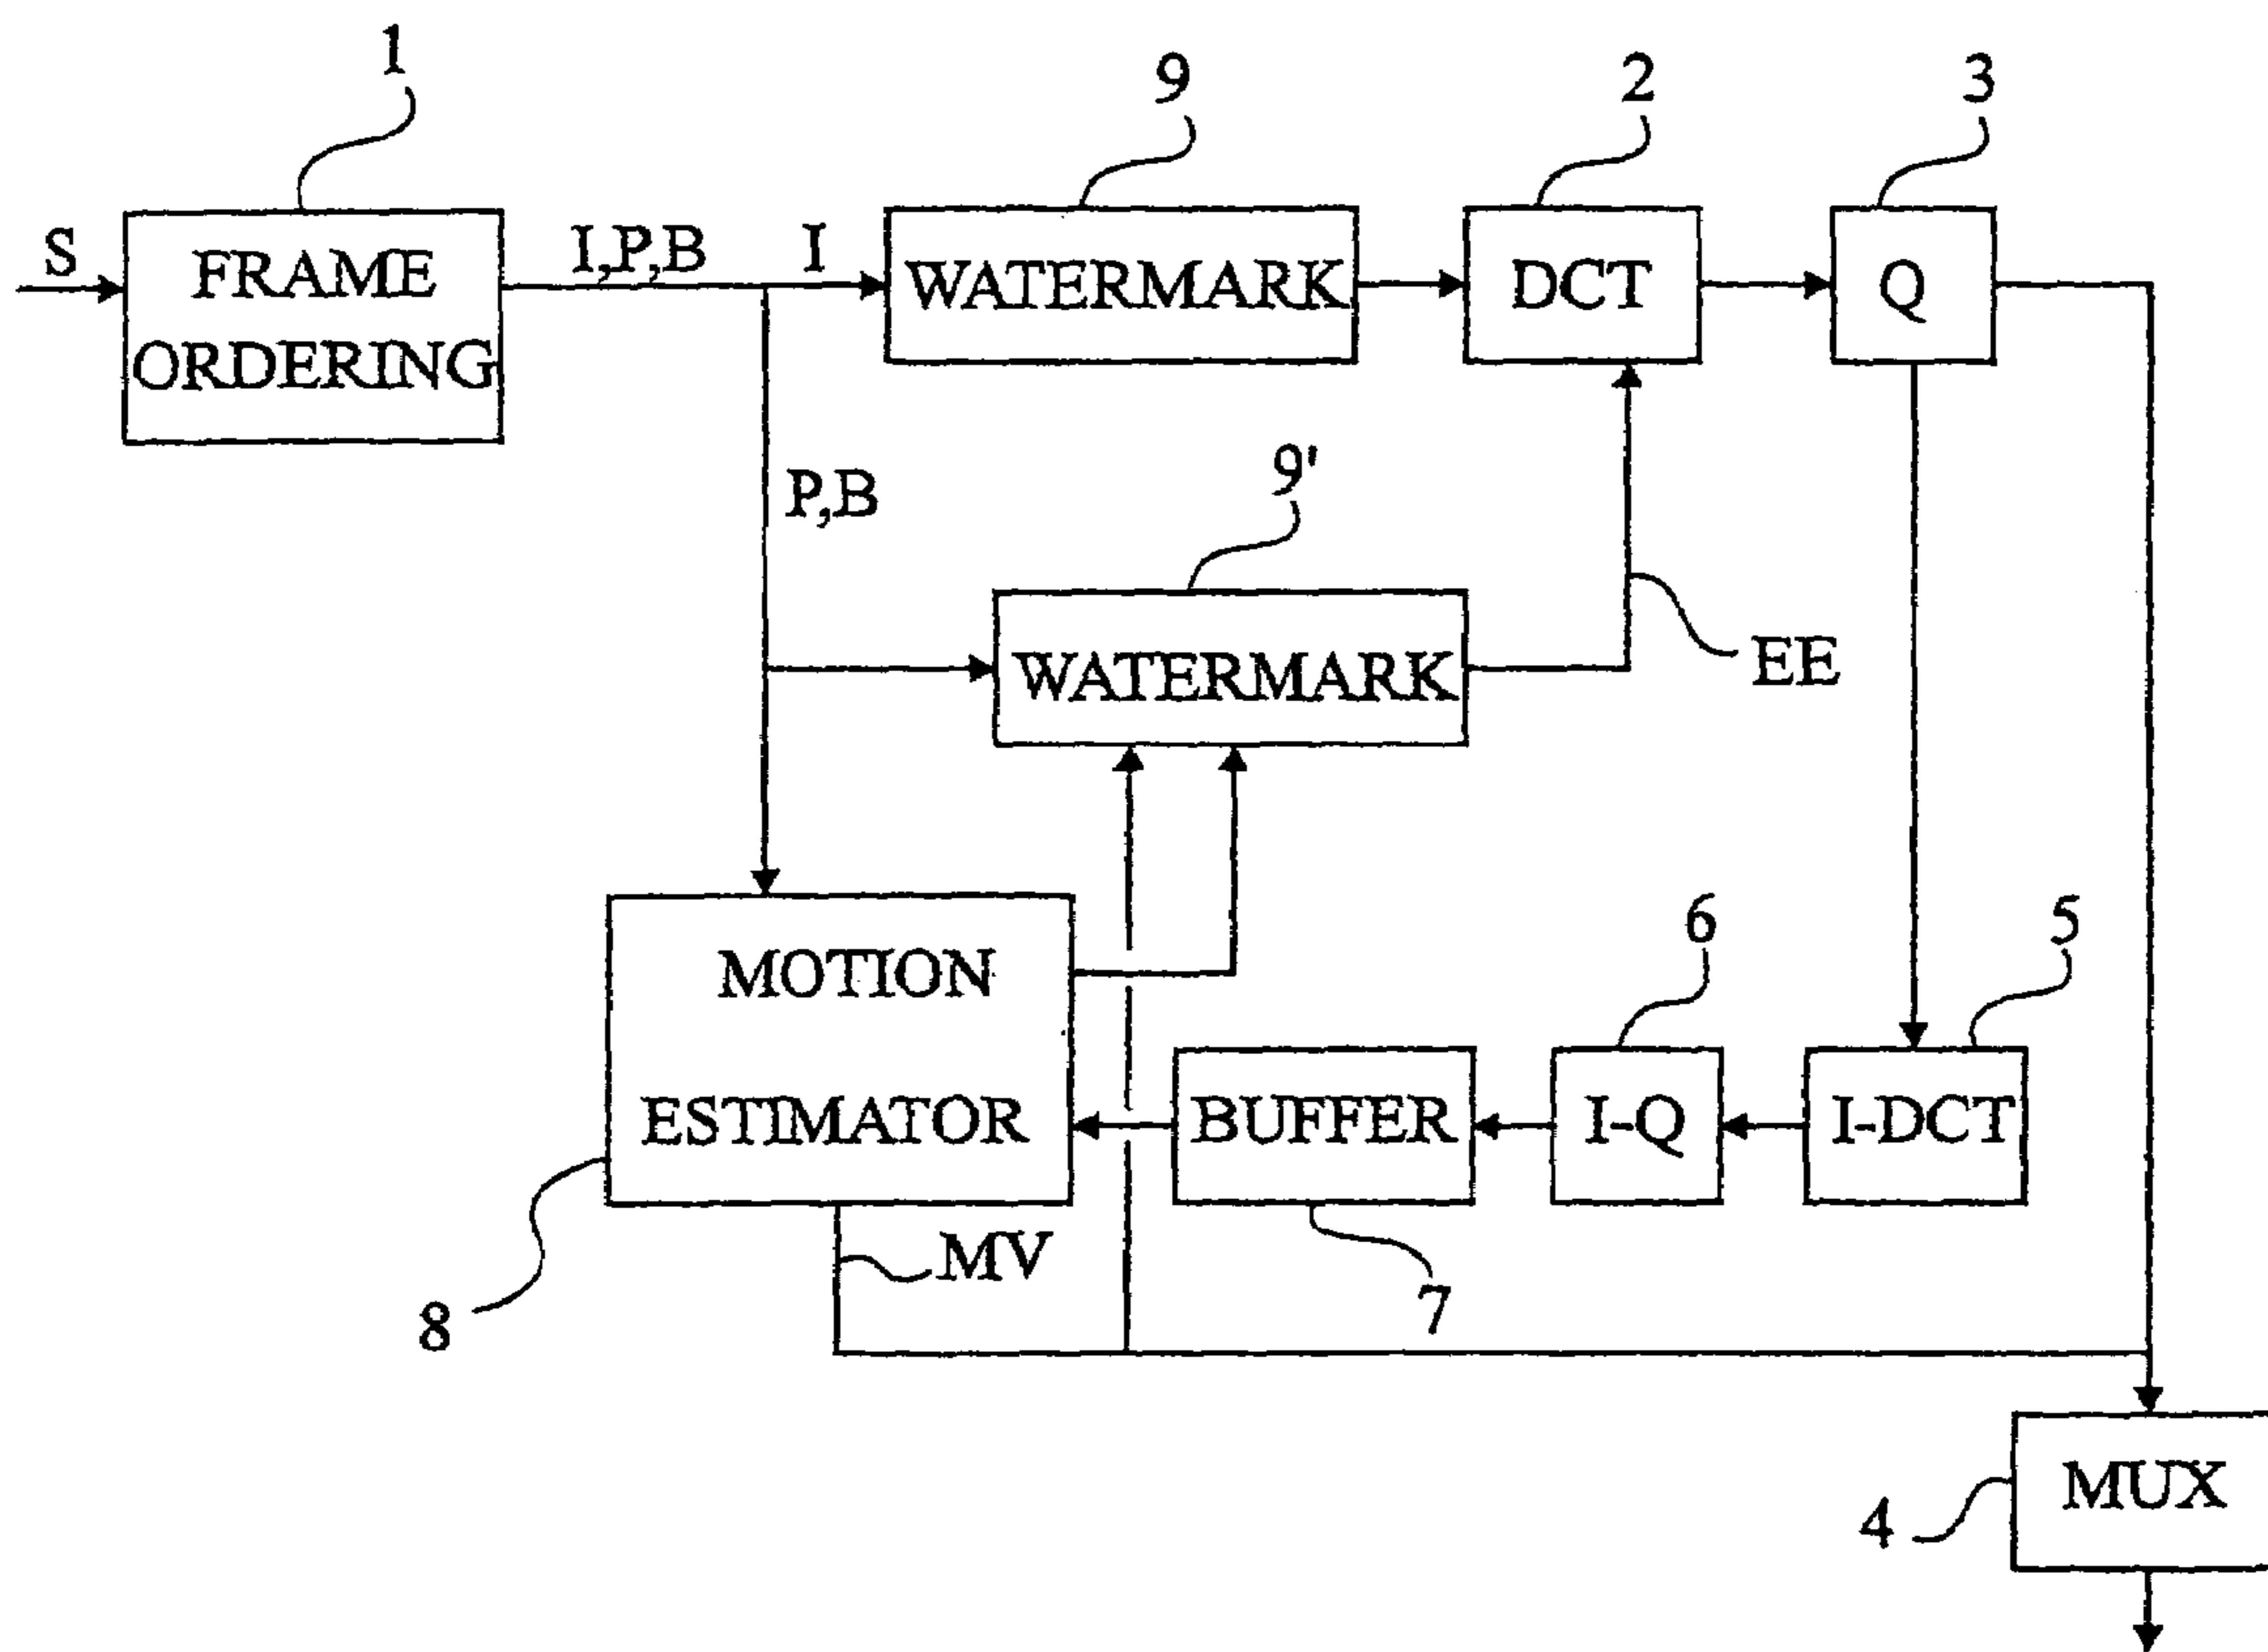 1
9
2
3
S
FRAME
ORDERING
I,P,B
I
WATERMARK
DCT
Q
P,B
9'
WATERMARK
EE
MOTION
ESTIMATOR
6
5
BUFFER
I-Q
I-DCT
MV
8
7
MUX
4